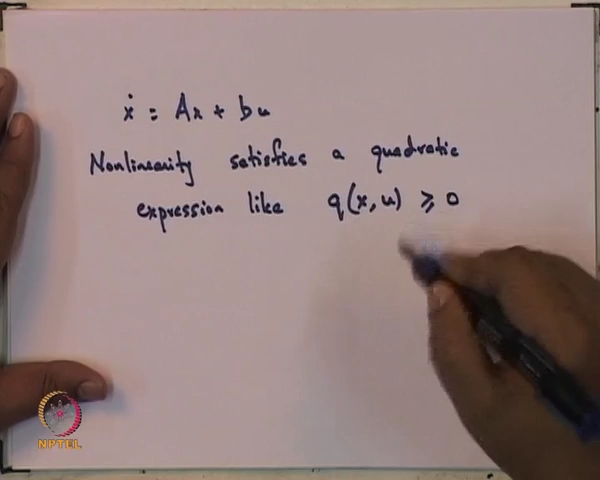 ẋ = Ax + bu
Nonlinearity satisfies a quadratic
expression like q(x, u) ≥ 0
NPTEL